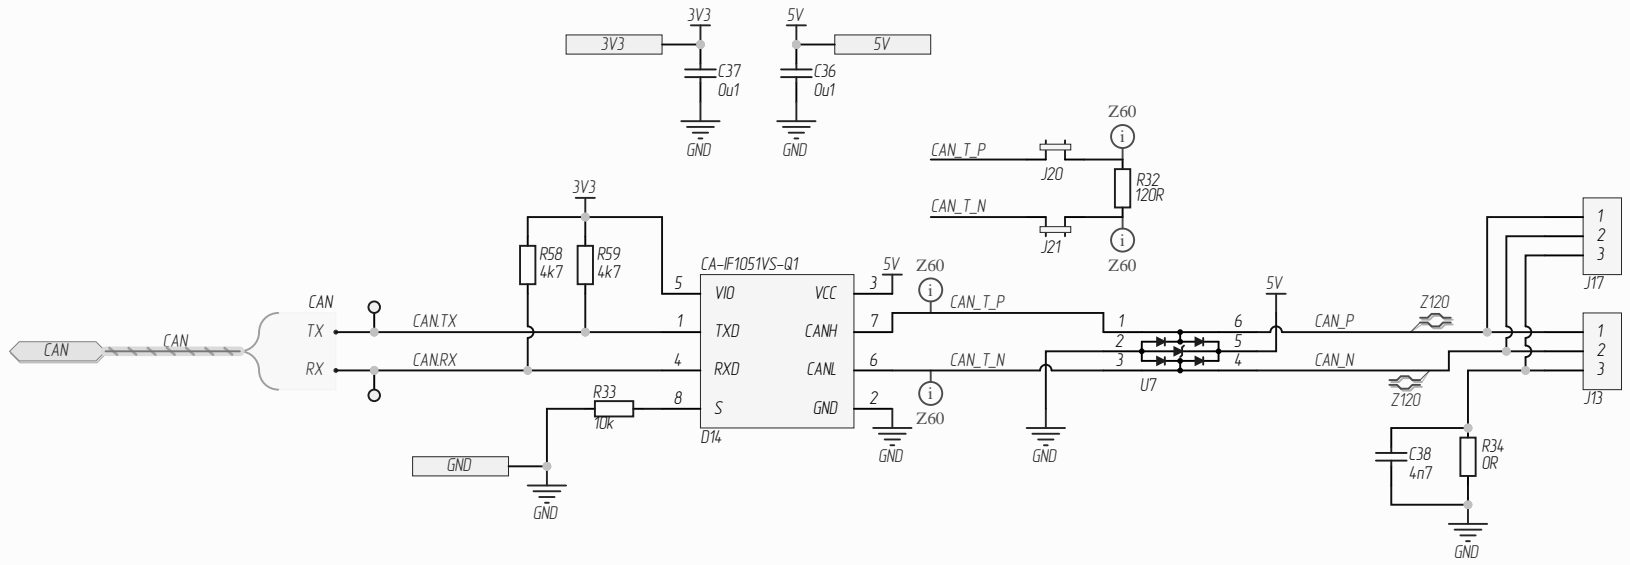 3V3
5V
3V3
5V
C37
0u1
C36
0u1
GND
GND
Z60
i
CAN_T_P
J20
R32
120R
CAN_T_N
J21
i
Z60
3V3
R58
4k7
R59
4k7
CA-IF1051VS-Q1
5 VIO
VCC 3
5V
1 TXD
CANH 7
4 RXD
CANL 6
8 S
GND 2
D14
GND
CAN
CAN
CAN
TX
RX
CAN.TX
CAN.RX
R33
10k
GND
GND
Z60
i
CAN_T_P
CAN_T_N
i
Z60
1
2
3
6
5
4
U7
GND
5V
CAN_P
CAN_N
Z120
Z120
1
2
3
J17
1
2
3
J13
C38
4n7
R34
0R
GND